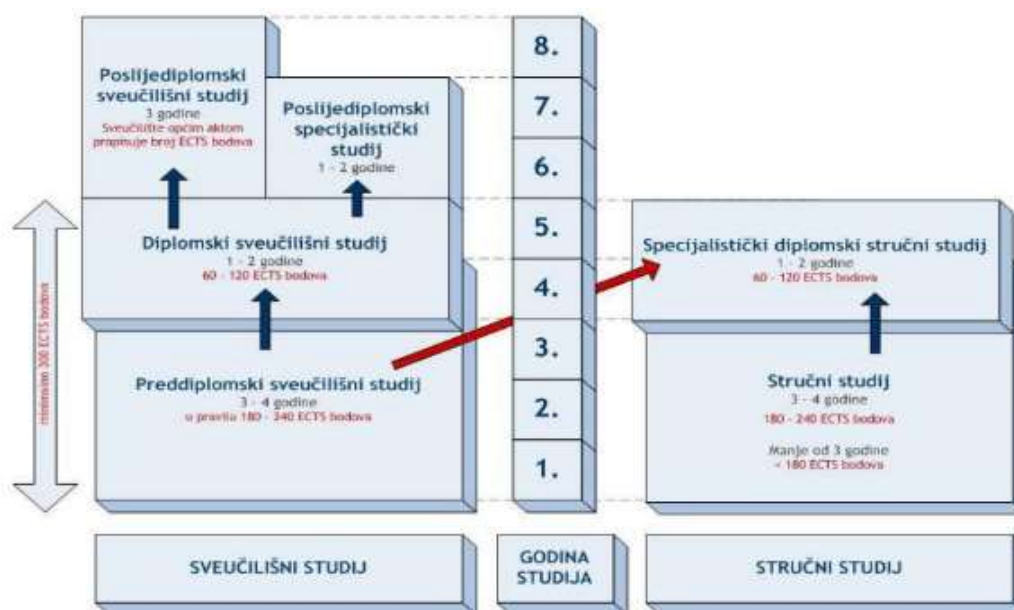 Poslijediplomski
sveučilišni studij
3 godine
Sveučilište općim aktom
propisuje broj ECTS bodova
Poslijediplomski
specijalistički
studij
1 - 2 godine
Diplomski sveučilišni studij
1 - 2 godine
60 - 120 ECTS bodova
Preddiplomski sveučilišni studij
3 - 4 godine
u pravilu 180 - 240 ECTS bodova
minimalno 300 ECTS bodova
SVEUČILIŠNI STUDIJ
8.
7.
6.
5.
4.
3.
2.
1.
GODINA
STUDIJA
Specijalistički diplomski stručni studij
1 - 2 godine
60 - 120 ECTS bodova
Stručni studij
3 - 4 godine
180 - 240 ECTS bodova
Manje od 3 godine
< 180 ECTS bodova
STRUČNI STUDIJ